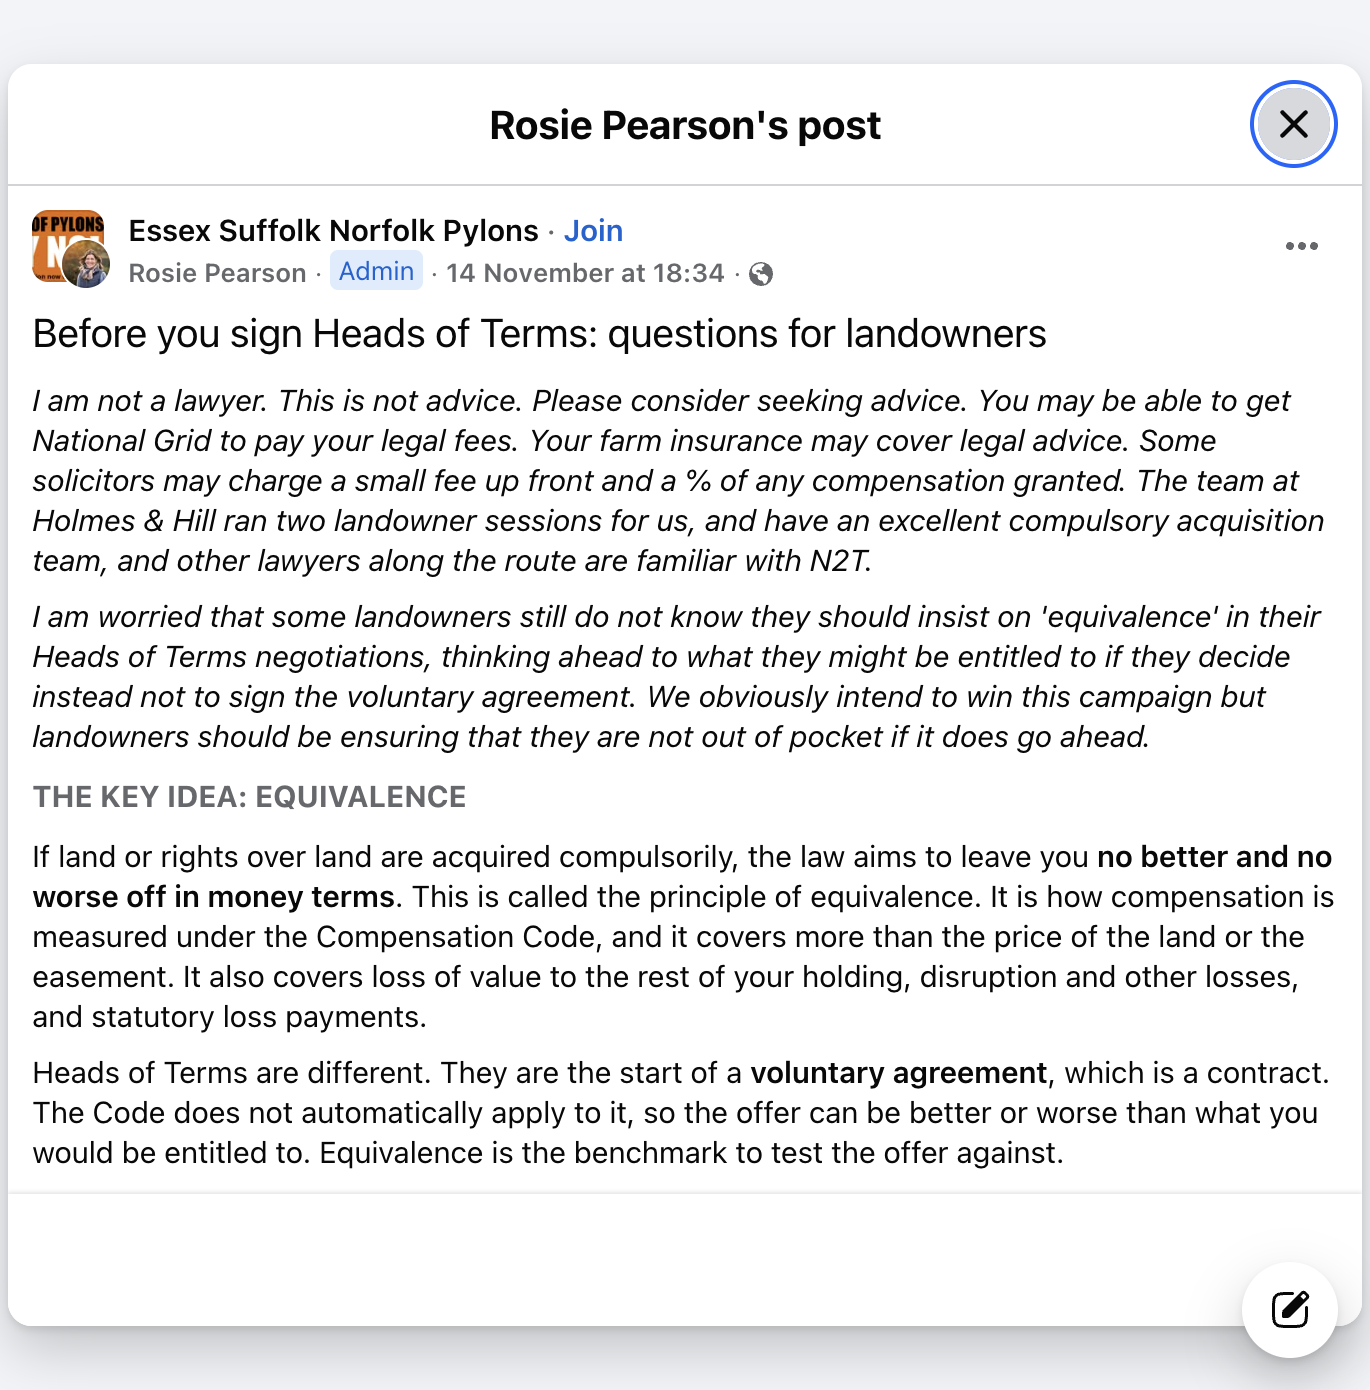 Rosie Pearson's post
OF PYLONS
Essex Suffolk Norfolk Pylons · Join
Rosie Pearson · Admin · 14 November at 18:34 ·
Before you sign Heads of Terms: questions for landowners
I am not a lawyer. This is not advice. Please consider seeking advice. You may be able to get
National Grid to pay your legal fees. Your farm insurance may cover legal advice. Some
solicitors may charge a small fee up front and a % of any compensation granted. The team at
Holmes & Hill ran two landowner sessions for us, and have an excellent compulsory acquisition
team, and other lawyers along the route are familiar with N2T.
I am worried that some landowners still do not know they should insist on 'equivalence' in their
Heads of Terms negotiations, thinking ahead to what they might be entitled to if they decide
instead not to sign the voluntary agreement. We obviously intend to win this campaign but
landowners should be ensuring that they are not out of pocket if it does go ahead.
THE KEY IDEA: EQUIVALENCE
If land or rights over land are acquired compulsorily, the law aims to leave you no better and no
worse off in money terms. This is called the principle of equivalence. It is how compensation is
measured under the Compensation Code, and it covers more than the price of the land or the
easement. It also covers loss of value to the rest of your holding, disruption and other losses,
and statutory loss payments.
Heads of Terms are different. They are the start of a voluntary agreement, which is a contract.
The Code does not automatically apply to it, so the offer can be better or worse than what you
would be entitled to. Equivalence is the benchmark to test the offer against.